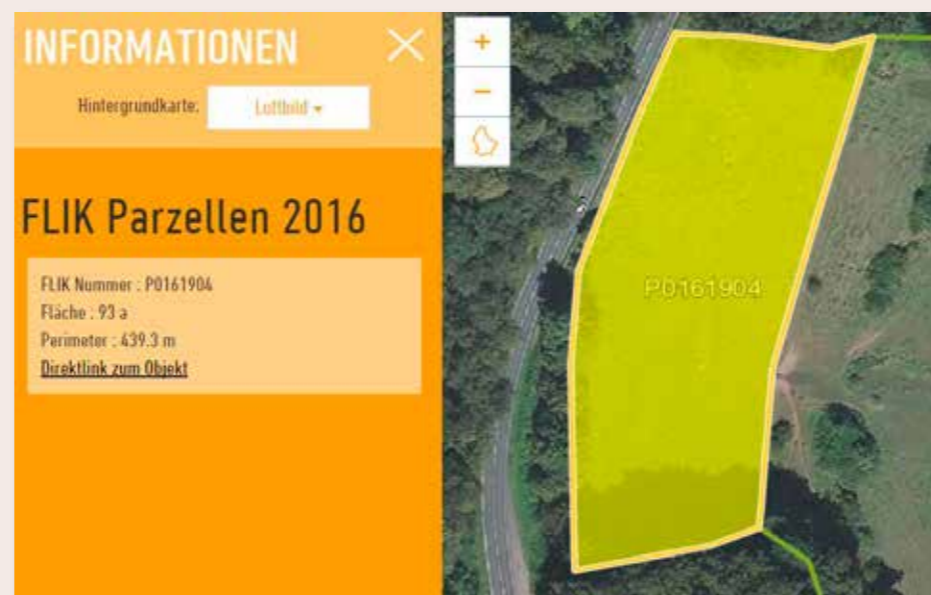 INFORMATIONEN
Hintergrundkarte:
Luftbild
FLIK Parzellen 2016
FLIK Nummer : P0161904
Fläche : 93 a
Perimeter : 439.3 m
Direktlink zum Objekt
+
−
P0161904